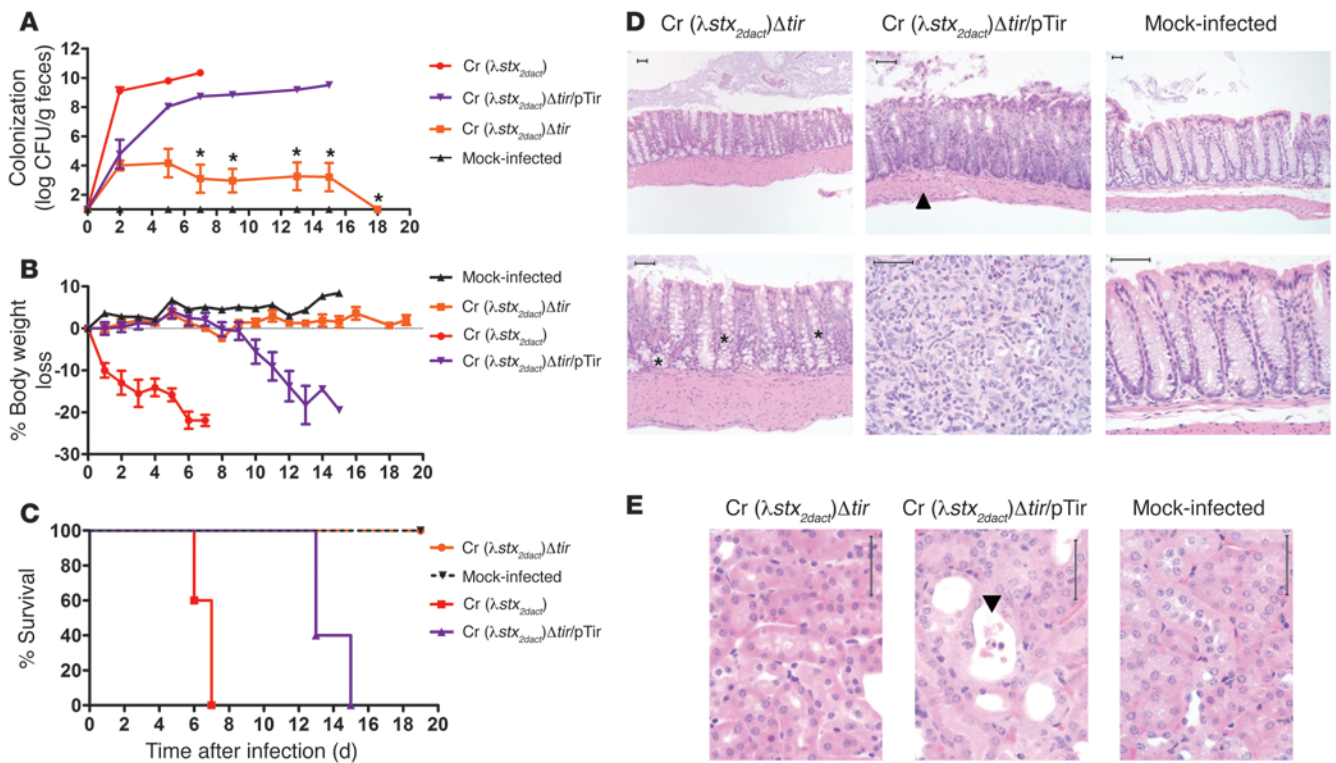 A
Colonization
(log CFU/g feces)
12
10
8
6
4
2
0 2 4 6 8 10 12 14 16 18 20
* * * * *
Cr (λstx2dact)
Cr (λstx2dact)Δtir/pTir
Cr (λstx2dact)Δtir
Mock-infected
B
% Body weight
loss
10
0
-10
-20
-30
0 2 4 6 8 10 12 14 16 18 20
Mock-infected
Cr (λstx2dact)Δtir
Cr (λstx2dact)
Cr (λstx2dact)Δtir/pTir
C
% Survival
100
80
60
40
20
0
0 2 4 6 8 10 12 14 16 18 20
Time after infection (d)
Cr (λstx2dact)Δtir
Mock-infected
Cr (λstx2dact)
Cr (λstx2dact)Δtir/pTir
D
Cr (λstx2dact)Δtir Cr (λstx2dact)Δtir/pTir Mock-infected
* * *
E
Cr (λstx2dact)Δtir Cr (λstx2dact)Δtir/pTir Mock-infected